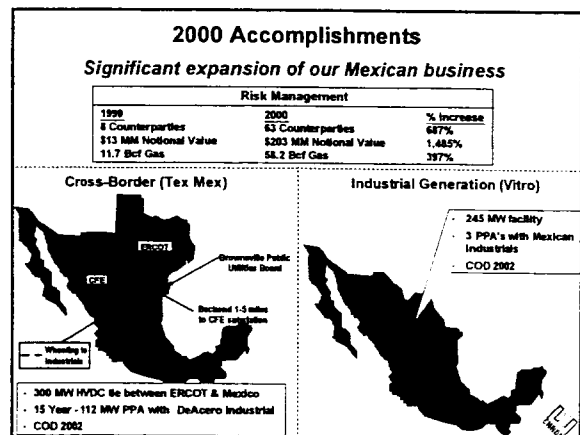 2000 Accomplishments
Significant expansion of our Mexican business
Risk Management
1999 2000 % Increase
8 Counterparties 63 Counterparties 687%
$13 MM Notional Value $203 MM Notional Value 1,485%
11.7 Bcf Gas 58.2 Bcf Gas 397%
Cross-Border (Tex Mex)
ERCOT
CFE
Brownsville Public
Utilities Board
1-5 miles
to CFE substation
Wheeling to
Industrials
· 300 MW HVDC tie between ERCOT & Mexico
· 15 Year - 112 MW PPA with DeAcero Industrial
· COD 2002
Industrial Generation (Vitro)
· 245 MW facility
· 3 PPA's with Mexican
Industrials
· COD 2002